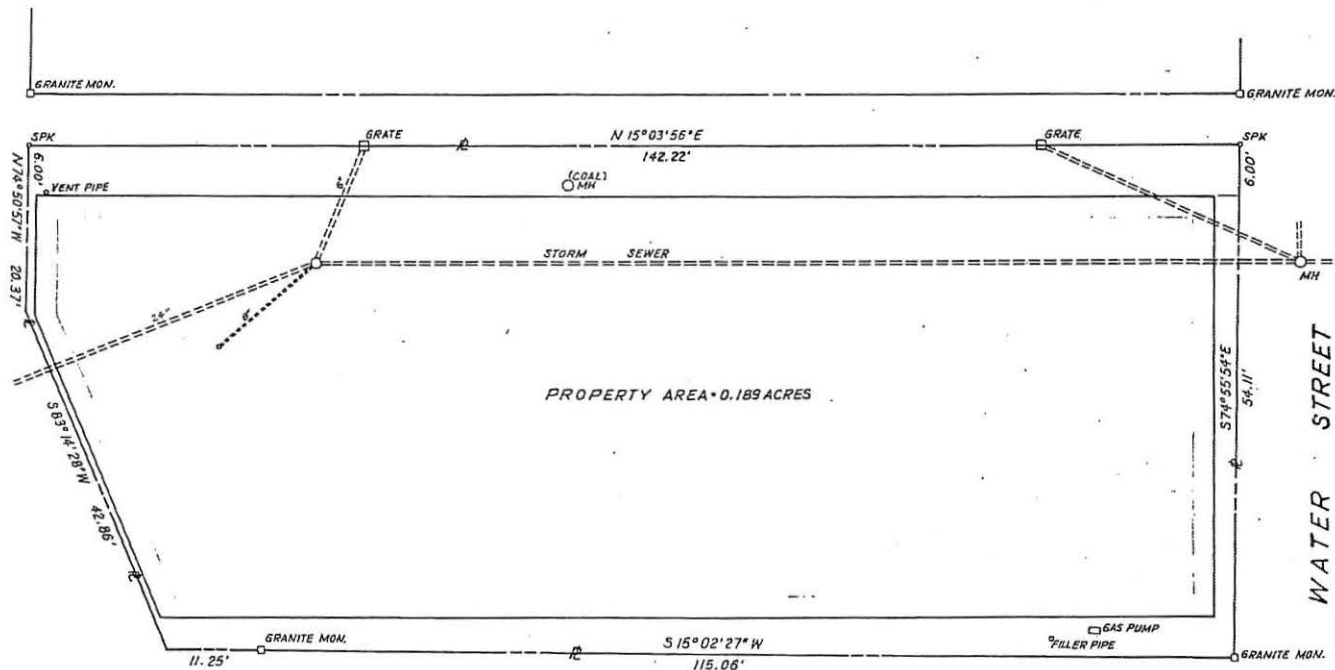 GRANITE MON.
GRANITE MON.
SPK
GRATE
N 15° 03' 56" E
142.22'
GRATE
SPK
6.00'
6.00'
VENT PIPE
(COAL)
MH
6"
N 74° 50' 57" W 20.37'
STORM SEWER
MH
24"
PROPERTY AREA • 0.189 ACRES
S 74° 55' 54" E
54.11'
WATER STREET
S 83° 14' 28" W 42.86'
GAS PUMP
FILLER PIPE
GRANITE MON.
S 15° 02' 27" W
11.25'
115.06'
GRANITE MON.